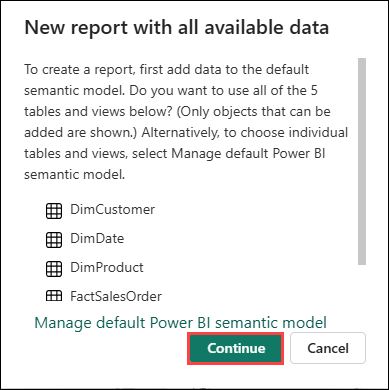 New report with all available data
To create a report, first add data to the default
semantic model. Do you want to use all of the 5
tables and views below? (Only objects that can be
added are shown.) Alternatively, to choose individual
tables and views, select Manage default Power BI
semantic model.
DimCustomer
DimDate
DimProduct
FactSalesOrder
Manage default Power BI semantic model
Continue
Cancel